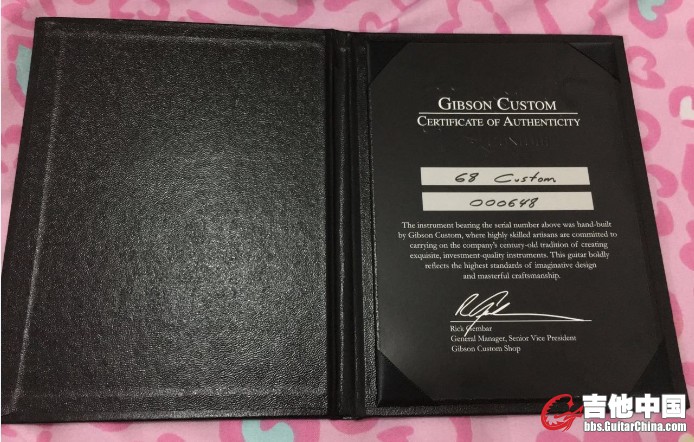 GIBSON CUSTOM
CERTIFICATE OF AUTHENTICITY
68 Custom
000648
The instrument bearing the serial number above was hand-built
by Gibson Custom, where highly skilled artisans are committed to
carrying on the company's century-old tradition of creating
exquisite, investment-quality instruments. This guitar boldly
reflects the highest standards of imaginative design
and masterful craftsmanship.
Rick Gembar
General Manager, Senior Vice President
Gibson Custom Shop
吉他中国
bbs.GuitarChina.com